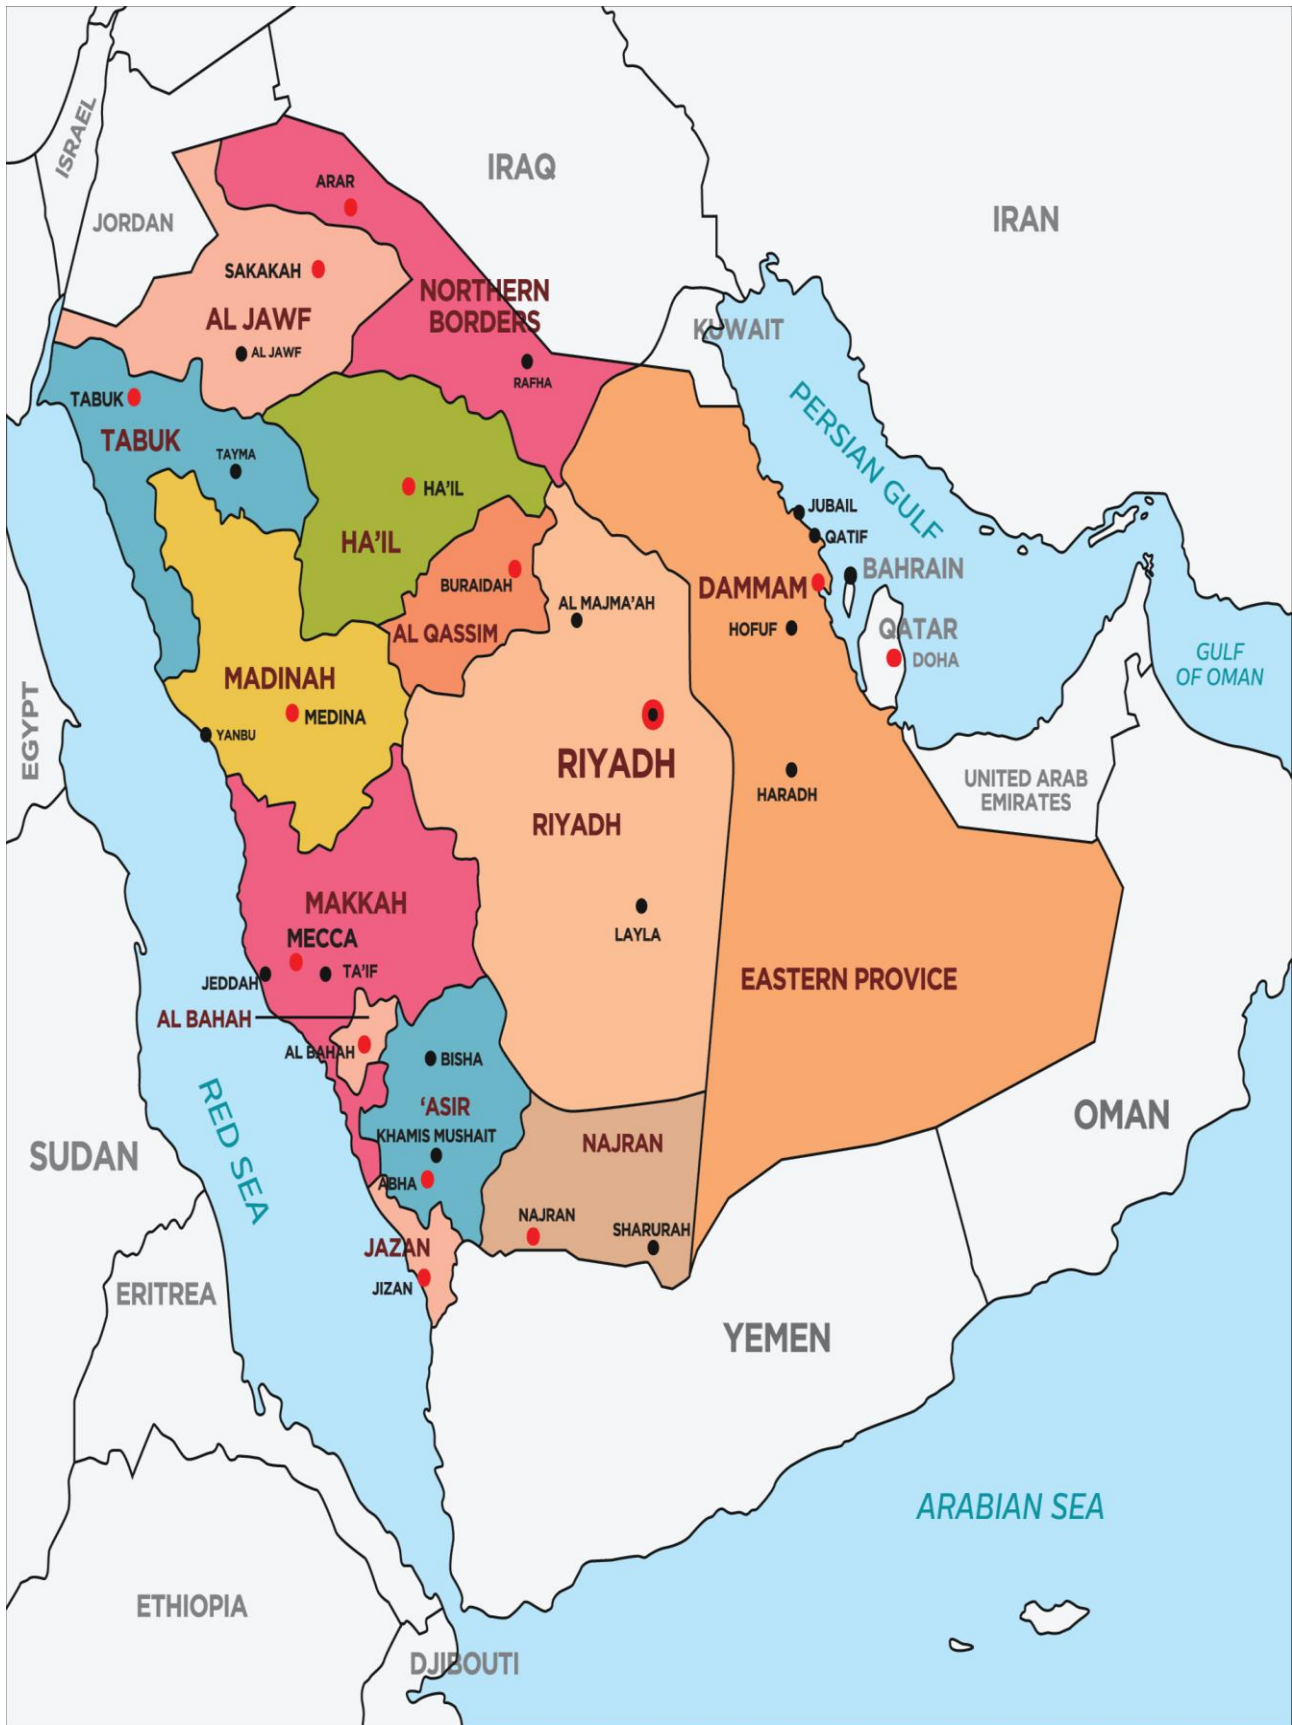 ISRAEL
IRAQ
ARAR
JORDAN
IRAN
SAKAKAH
NORTHERN
BORDERS
AL JAWF
AL JAWF
KUWAIT
RAFHA
TABUK
TABUK
TAYMA
PERSIAN GULF
HA'IL
HA'IL
JUBAIL
QATIF
BAHRAIN
BURAIDAH
DAMMAM
AL MAJMA'AH
AL QASSIM
HOFUF
QATAR
DOHA
GULF
OF OMAN
MADINAH
MEDINA
YANBU
EGYPT
RIYADH
RIYADH
HARADH
UNITED ARAB
EMIRATES
MAKKAH
MECCA
LAYLA
JEDDAH
TA'IF
EASTERN PROVICE
AL BAHAH
AL BAHAH
BISHA
'ASIR
KHAMIS MUSHAIT
ABHA
NAJRAN
OMAN
RED SEA
SUDAN
NAJRAN
SHARURAH
JAZAN
JIZAN
ERITREA
YEMEN
ARABIAN SEA
ETHIOPIA
DJIBOUTI